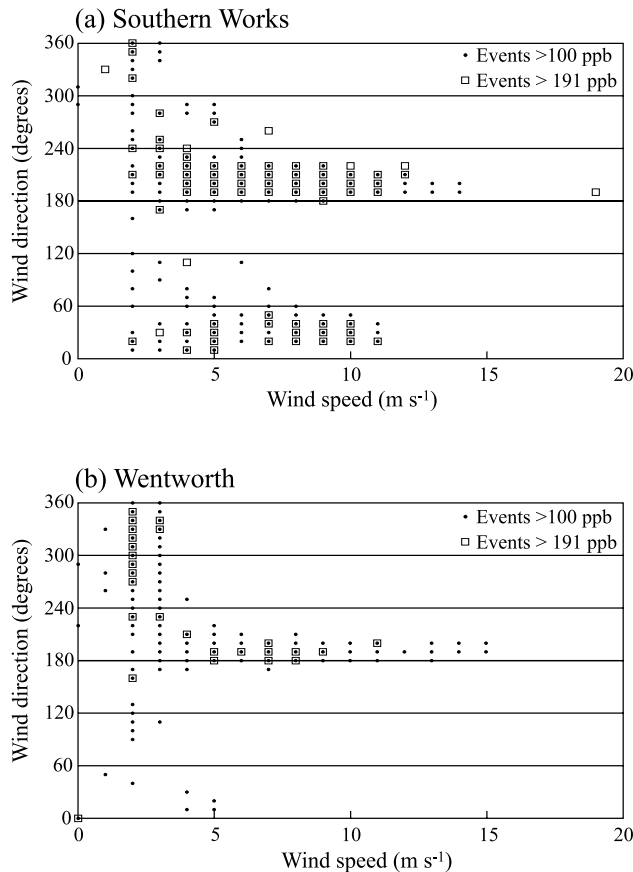 (a) Southern Works
360
300
240
180
120
60
0
Wind direction (degrees)
• Events >100 ppb
□ Events > 191 ppb
0 5 10 15 20
Wind speed (m s⁻¹)
(b) Wentworth
360
300
240
180
120
60
0
Wind direction (degrees)
• Events >100 ppb
□ Events > 191 ppb
0 5 10 15 20
Wind speed (m s⁻¹)